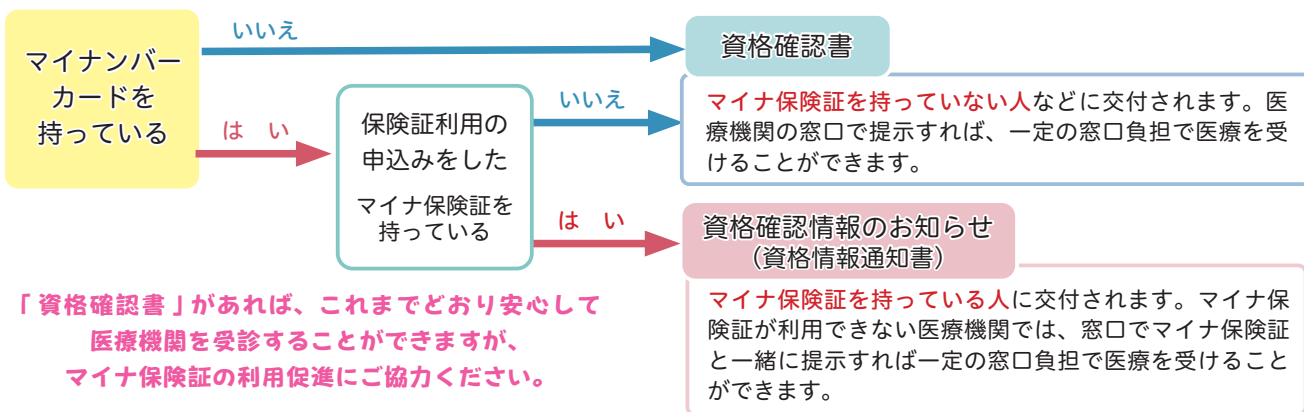 マイナンバー
カードを
持っている
いいえ
は い
保険証利用の
申込みをした
マイナ保険証を
持っている
いいえ
は い
資格確認書
マイナ保険証を持っていない人などに交付されます。医
療機関の窓口で提示すれば、一定の窓口負担で医療を受
けることができます。
資格確認情報のお知らせ
（資格情報通知書）
マイナ保険証を持っている人に交付されます。マイナ保
険証が利用できない医療機関では、窓口でマイナ保険証
と一緒に提示すれば一定の窓口負担で医療を受けること
ができます。
「資格確認書」があれば、これまでどおり安心して
医療機関を受診することができますが、
マイナ保険証の利用促進にご協力ください。